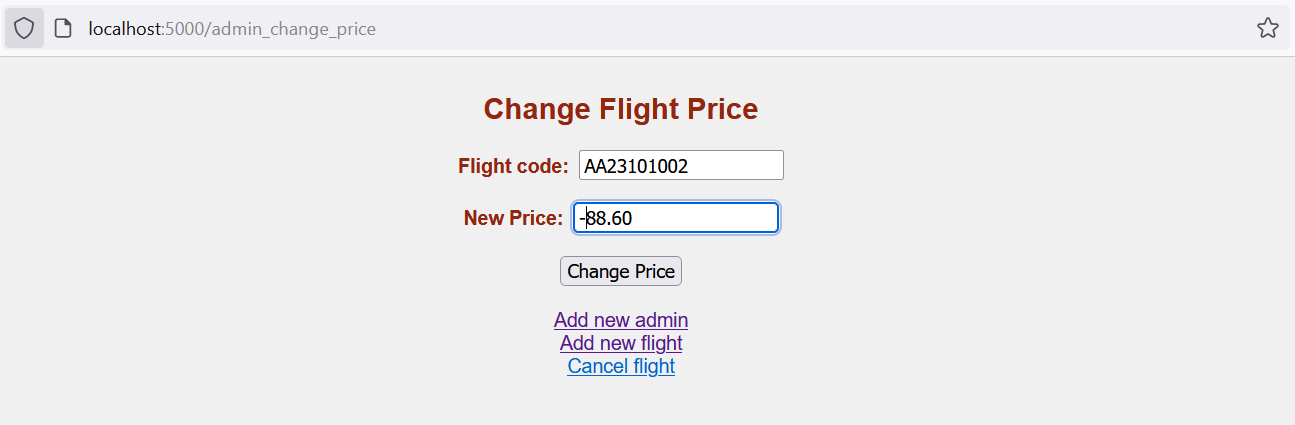 localhost:5000/admin_change_price
Change Flight Price
Flight code: AA23101002
New Price: -88.60
Change Price
Add new admin
Add new flight
Cancel flight